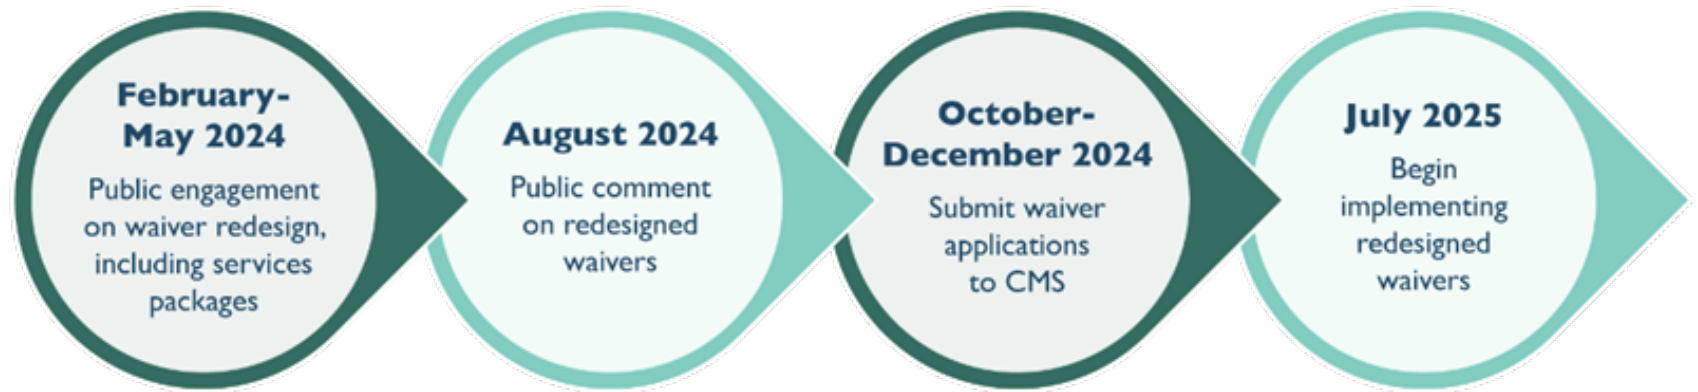 February-
May 2024
Public engagement
on waiver redesign,
including services
packages
August 2024
Public comment
on redesigned
waivers
October-
December 2024
Submit waiver
applications
to CMS
July 2025
Begin
implementing
redesigned
waivers